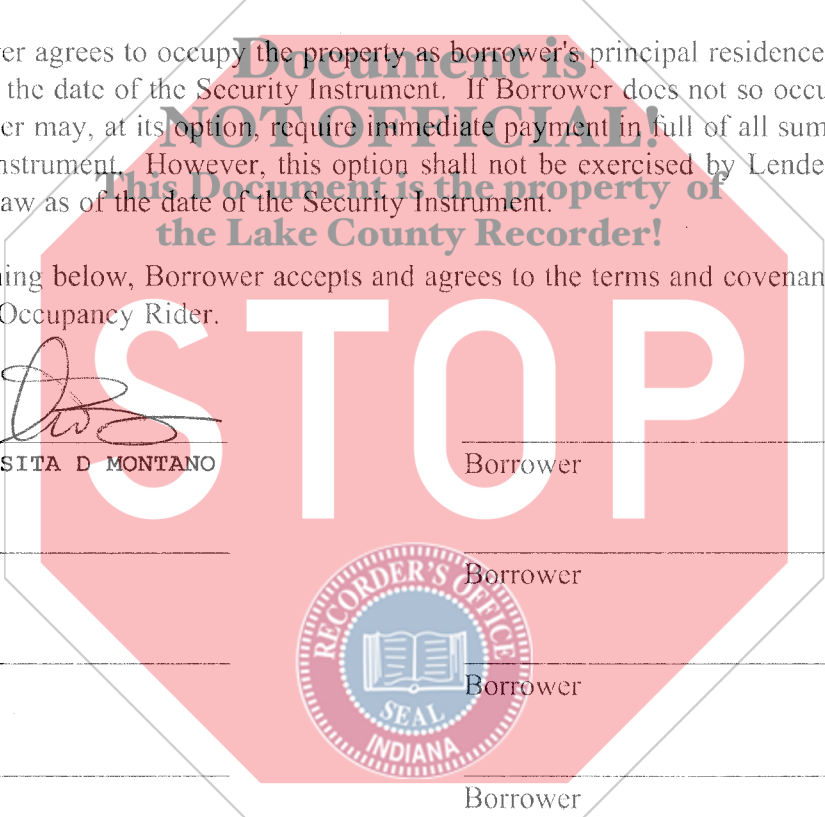 er agrees to occupy the property as borrower's principal residence
Document is
the date of the Security Instrument. If Borrower does not so occu
NOT OFFICIAL!
er may, at its option, require immediate payment in full of all sum
nstrument. However, this option shall not be exercised by Lende
This Document is the property of
aw as of the date of the Security Instrument.
the Lake County Recorder!
ning below, Borrower accepts and agrees to the terms and covenan
Occupancy Rider.
STOP
SITA D MONTANO
Borrower
Borrower
RECORDER'S OFFICE
Borrower
SEAL
INDIANA
Borrower